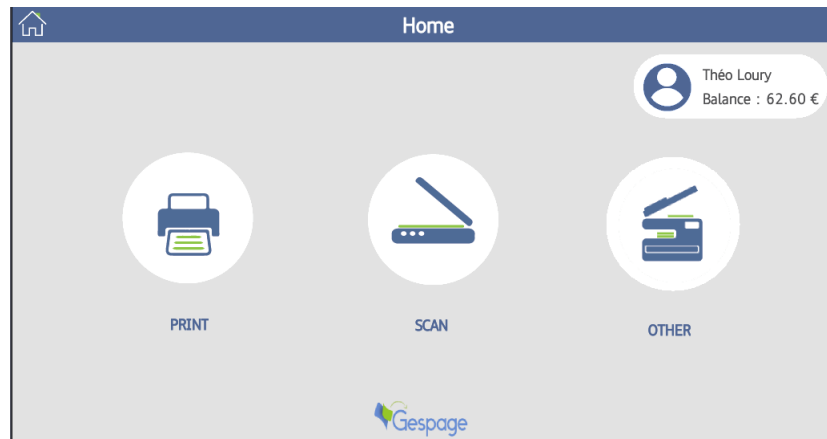 Home
Théo Loury
Balance : 62.60 €
PRINT
SCAN
OTHER
Gespage